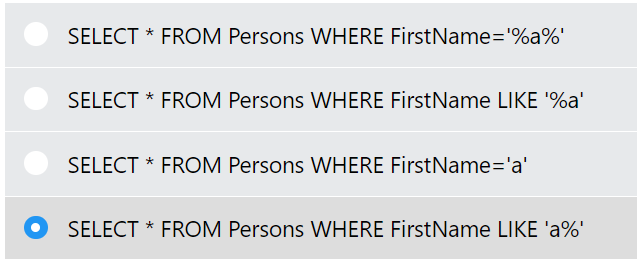 SELECT * FROM Persons WHERE FirstName='%a%'
SELECT * FROM Persons WHERE FirstName LIKE '%a'
SELECT * FROM Persons WHERE FirstName='a'
SELECT * FROM Persons WHERE FirstName LIKE 'a%'